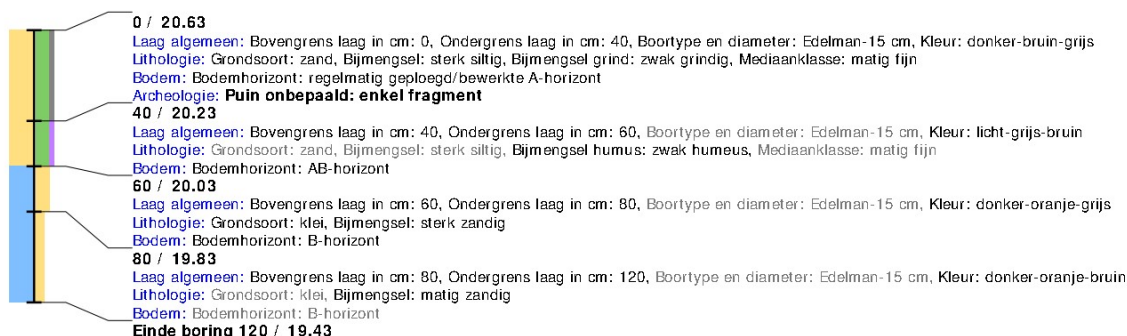 0 / 20.63
Laag algemeen: Bovengrens laag in cm: 0, Ondergrens laag in cm: 40, Boortype en diameter: Edelman-15 cm, Kleur: donker-bruin-grijs
Lithologie: Grondsoort: zand, Bijmengsel: sterk siltig, Bijmengsel grind: zwak grindig, Mediaanklasse: matig fijn
Bodem: Bodemhorizont: regelmatig geploegd/bewerkte A-horizont
Archeologie: Puin onbepaald: enkel fragment
40 / 20.23
Laag algemeen: Bovengrens laag in cm: 40, Ondergrens laag in cm: 60, Boortype en diameter: Edelman-15 cm, Kleur: licht-grijs-bruin
Lithologie: Grondsoort: zand, Bijmengsel: sterk siltig, Bijmengsel humus: zwak humeus, Mediaanklasse: matig fijn
Bodem: Bodemhorizont: AB-horizont
60 / 20.03
Laag algemeen: Bovengrens laag in cm: 60, Ondergrens laag in cm: 80, Boortype en diameter: Edelman-15 cm, Kleur: donker-oranje-grijs
Lithologie: Grondsoort: klei, Bijmengsel: sterk zandig
Bodem: Bodemhorizont: B-horizont
80 / 19.83
Laag algemeen: Bovengrens laag in cm: 80, Ondergrens laag in cm: 120, Boortype en diameter: Edelman-15 cm, Kleur: donker-oranje-bruin
Lithologie: Grondsoort: klei, Bijmengsel: matig zandig
Bodem: Bodemhorizont: B-horizont
Einde boring 120 / 19.43